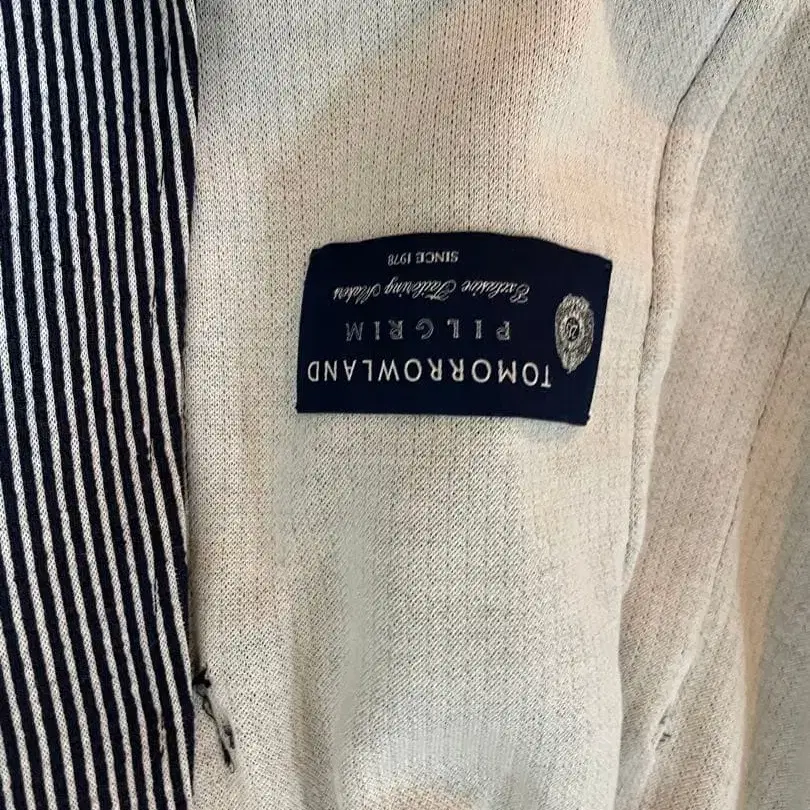 TOMORROWLAND
PILGRIM
Exclusive Tailoring Makers
SINCE 1978